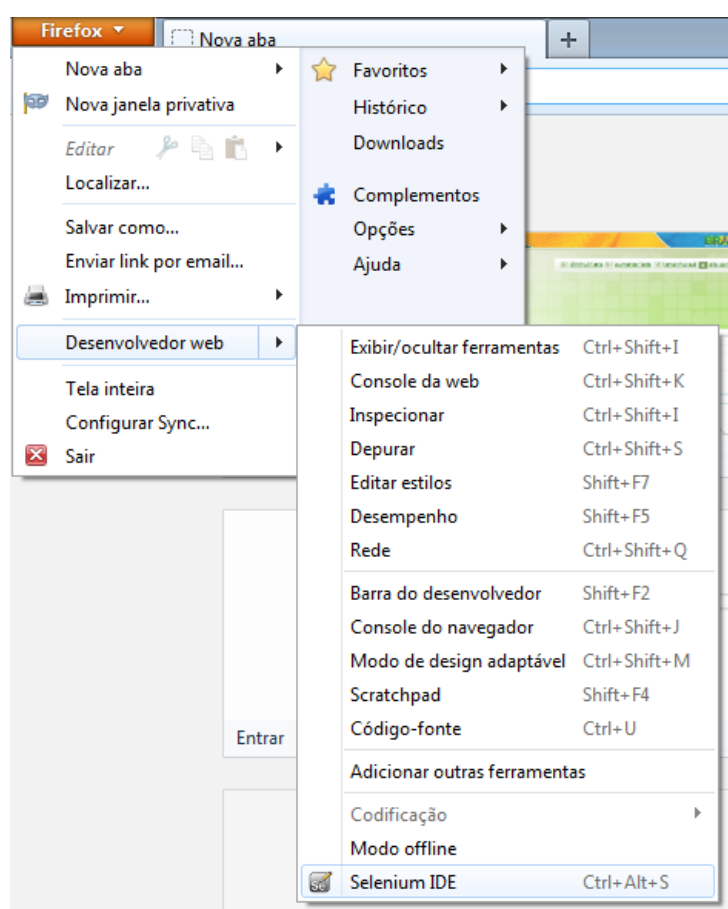 Firefox
Nova aba
+
Nova aba
Nova janela privativa
Editar
Localizar...
Salvar como...
Enviar link por email...
Imprimir...
Desenvolvedor web
Tela inteira
Configurar Sync...
Sair
Favoritos
Histórico
Downloads
Complementos
Opções
Ajuda
Exibir/ocultar ferramentas Ctrl+Shift+I
Console da web Ctrl+Shift+K
Inspecionar Ctrl+Shift+I
Depurar Ctrl+Shift+S
Editar estilos Shift+F7
Desempenho Shift+F5
Rede Ctrl+Shift+Q
Barra do desenvolvedor Shift+F2
Console do navegador Ctrl+Shift+J
Modo de design adaptável Ctrl+Shift+M
Scratchpad Shift+F4
Código-fonte Ctrl+U
Adicionar outras ferramentas
Codificação
Modo offline
Selenium IDE Ctrl+Alt+S
Entrar
Se